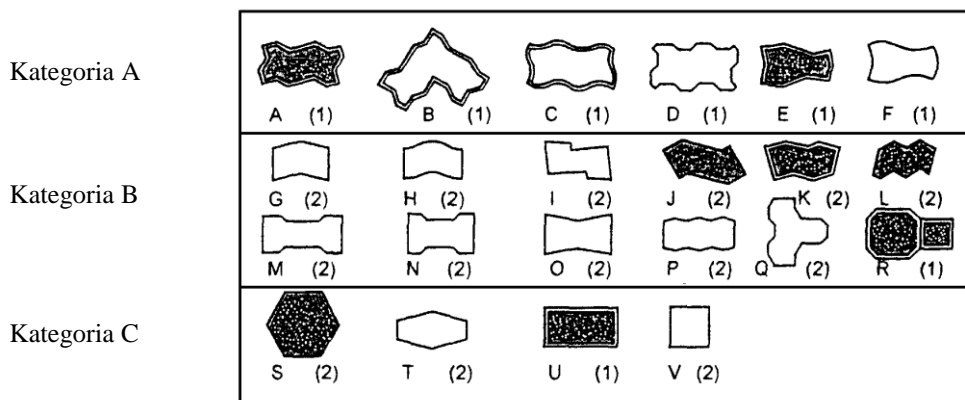 Kategoria A
A (1) B (1) C (1) D (1) E (1) F (1)
Kategoria B
G (2) H (2) I (2) J (2) K (2) L (2)
M (2) N (2) O (2) P (2) Q (2) R (1)
Kategoria C
S (2) T (2) U (1) V (2)